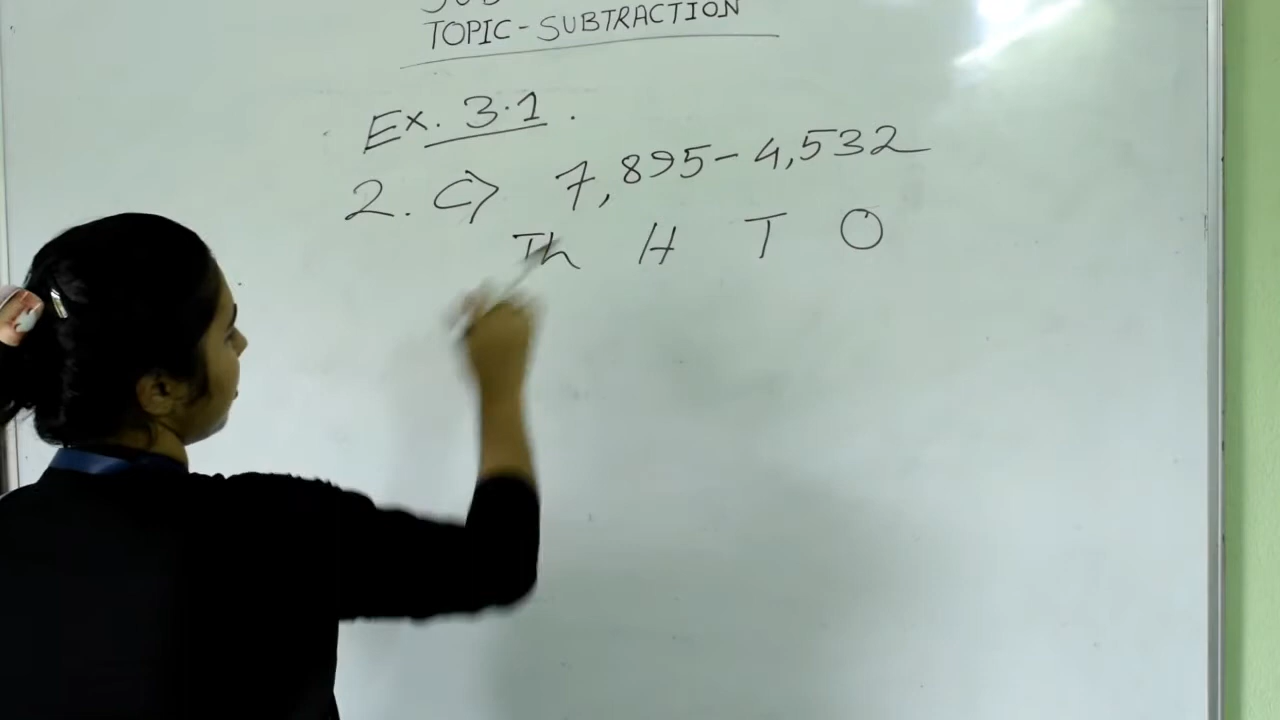 TOPIC-SUBTRACTION
Ex. 3.1.
2. C> 7,895-4,532
Th H T O